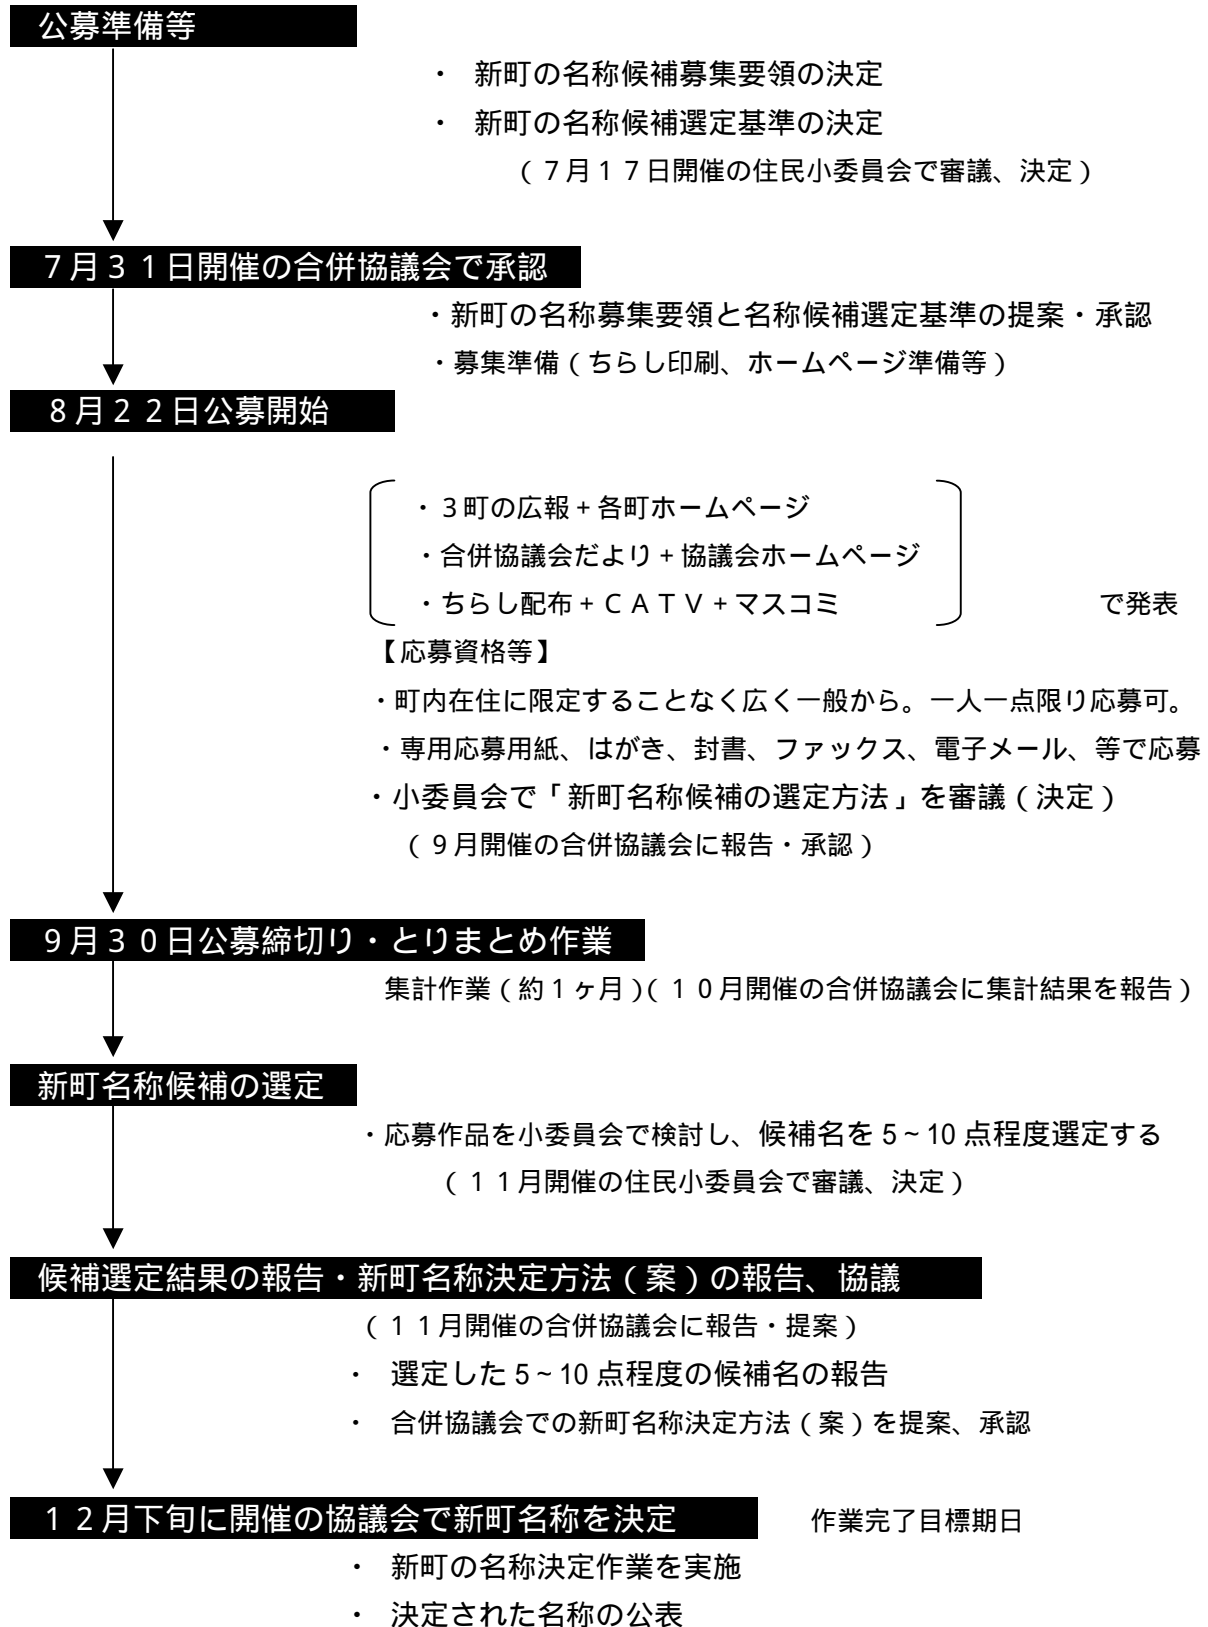 公募準備等
・ 新町の名称候補募集要領の決定
・ 新町の名称候補選定基準の決定
（７月１７日開催の住民小委員会で審議、決定）
７月３１日開催の合併協議会で承認
・新町の名称募集要領と名称候補選定基準の提案・承認
・募集準備（ちらし印刷、ホームページ準備等）
８月２２日公募開始
・３町の広報＋各町ホームページ
・合併協議会だより＋協議会ホームページ
・ちらし配布＋ＣＡＴＶ＋マスコミ で発表
【応募資格等】
・町内在住に限定することなく広く一般から。一人一点限り応募可。
・専用応募用紙、はがき、封書、ファックス、電子メール、等で応募
・小委員会で「新町名称候補の選定方法」を審議（決定）
（９月開催の合併協議会に報告・承認）
９月３０日公募締切り・とりまとめ作業
集計作業（約１ヶ月）（１０月開催の合併協議会に集計結果を報告）
新町名称候補の選定
・応募作品を小委員会で検討し、候補名を 5～10 点程度選定する
（１１月開催の住民小委員会で審議、決定）
候補選定結果の報告・新町名称決定方法（案）の報告、協議
（１１月開催の合併協議会に報告・提案）
・ 選定した 5～10 点程度の候補名の報告
・ 合併協議会での新町名称決定方法（案）を提案、承認
１２月下旬に開催の協議会で新町名称を決定 作業完了目標期日
・ 新町の名称決定作業を実施
・ 決定された名称の公表